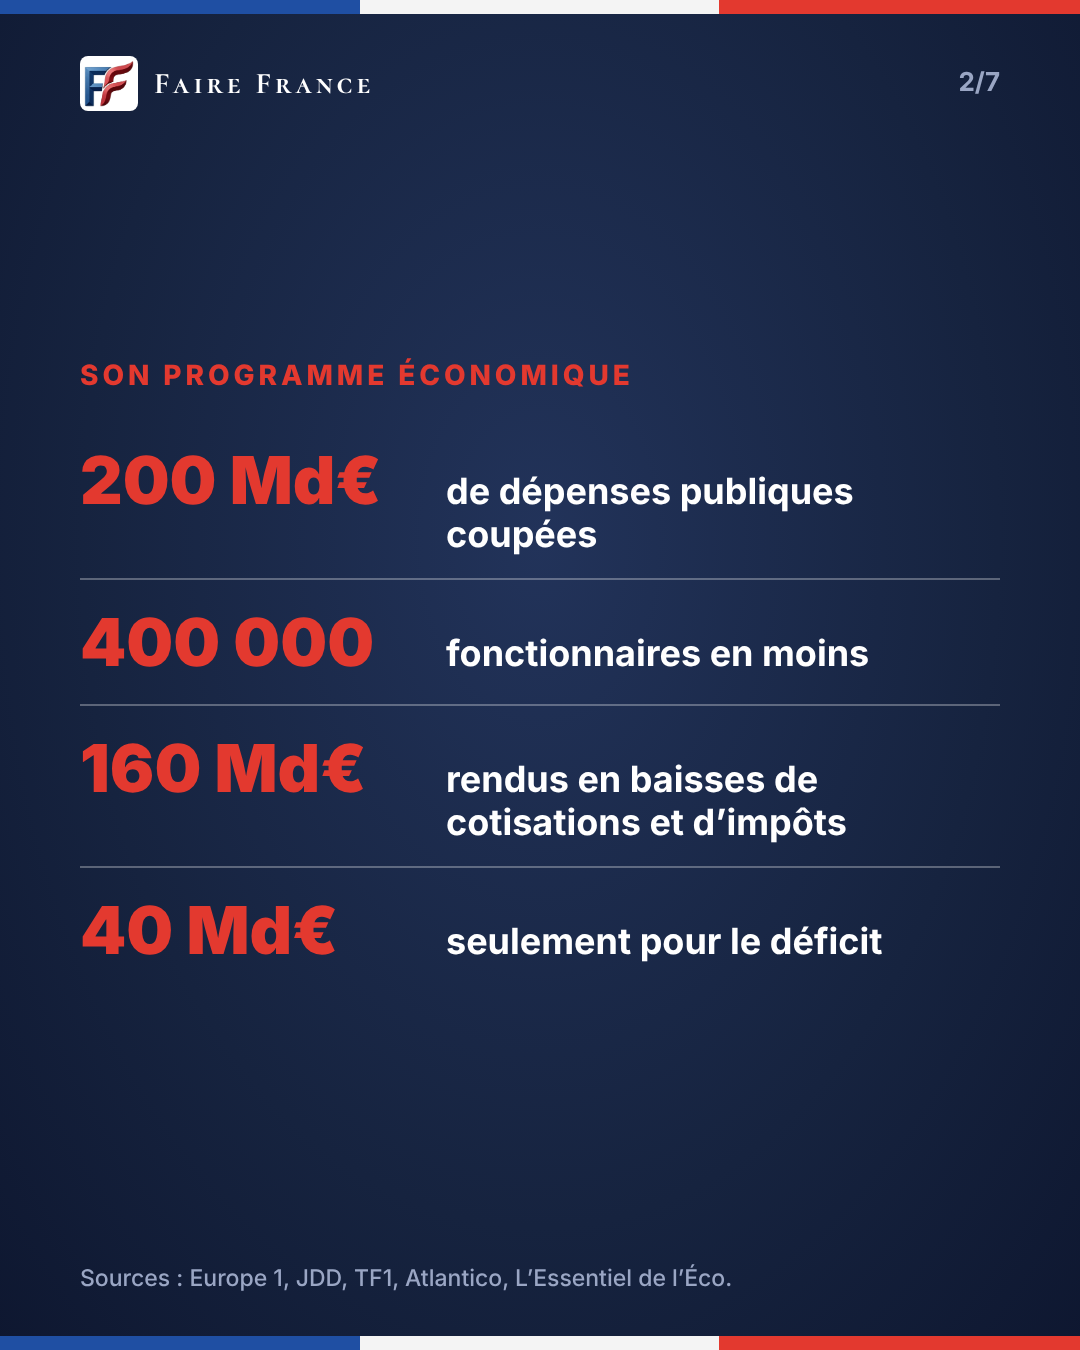 FF
Faire France
2/7
SON PROGRAMME ÉCONOMIQUE
200 Md€
de dépenses publiques
coupées
400 000
fonctionnaires en moins
160 Md€
rendus en baisses de
cotisations et d’impôts
40 Md€
seulement pour le déficit
Sources : Europe 1, JDD, TF1, Atlantico, L’Essentiel de l’Éco.